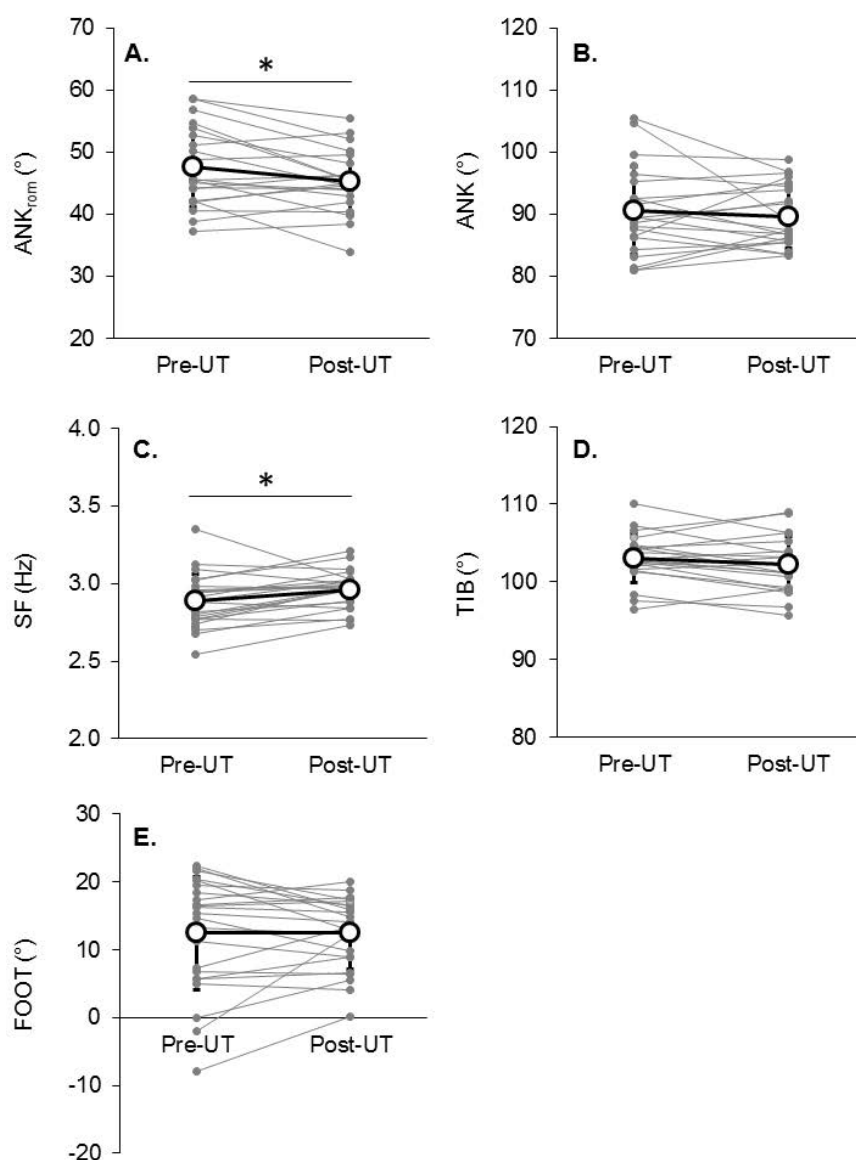 A.
*
ANKrom (°)
70
60
50
40
30
20
Pre-UT Post-UT
B.
ANK (°)
120
110
100
90
80
70
Pre-UT Post-UT
C.
*
SF (Hz)
4.0
3.5
3.0
2.5
2.0
Pre-UT Post-UT
D.
TIB (°)
120
110
100
90
80
Pre-UT Post-UT
E.
FOOT (°)
30
20
10
0
-10
-20
Pre-UT Post-UT